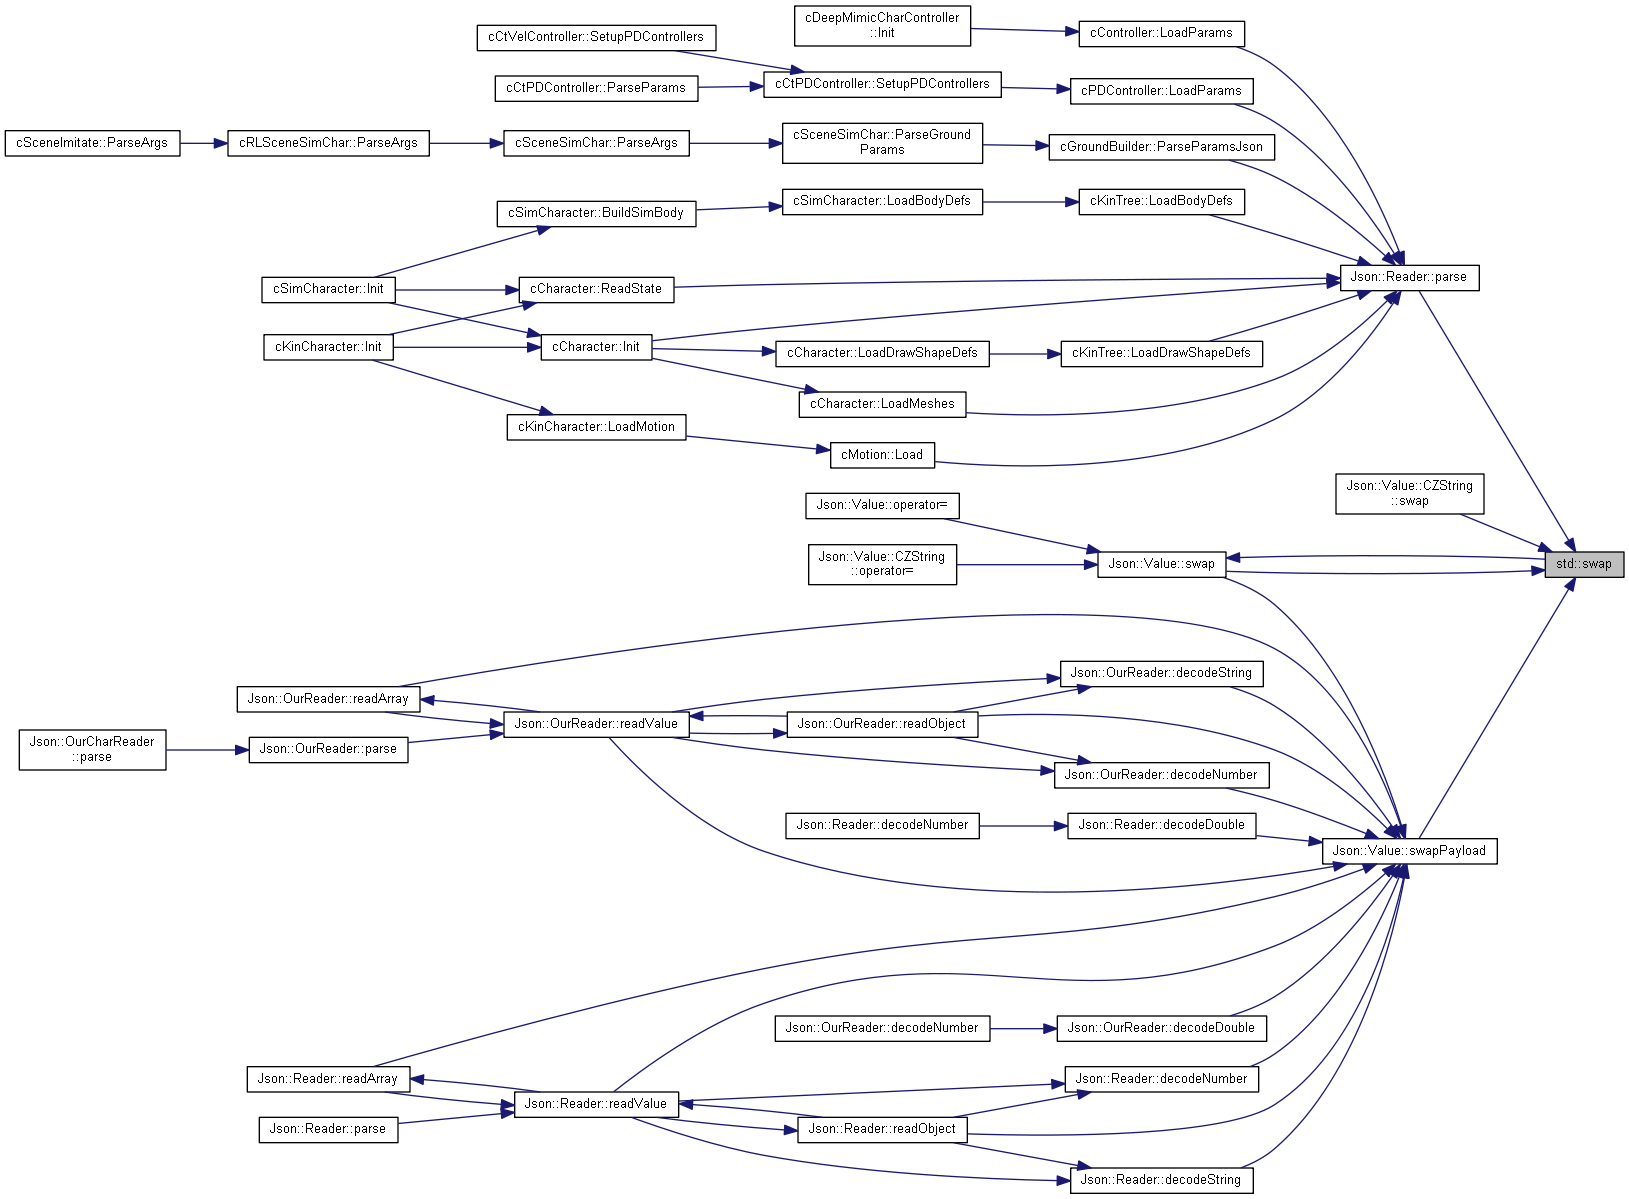 cDeepMimicCharController
::Init
cController::LoadParams
cCtVelController::SetupPDControllers
cCtPDController::ParseParams
cCtPDController::SetupPDControllers
cPDController::LoadParams
cSceneImitate::ParseArgs
cRLSceneSimChar::ParseArgs
cSceneSimChar::ParseArgs
cSceneSimChar::ParseGround
Params
cGroundBuilder::ParseParamsJson
cSimCharacter::BuildSimBody
cSimCharacter::LoadBodyDefs
cKinTree::LoadBodyDefs
Json::Reader::parse
cSimCharacter::Init
cCharacter::ReadState
cKinCharacter::Init
cCharacter::Init
cCharacter::LoadDrawShapeDefs
cKinTree::LoadDrawShapeDefs
cCharacter::LoadMeshes
cKinCharacter::LoadMotion
cMotion::Load
Json::Value::CZString
::swap
Json::Value::operator=
Json::Value::CZString
::operator=
Json::Value::swap
std::swap
Json::OurReader::decodeString
Json::OurReader::readArray
Json::OurReader::readValue
Json::OurReader::readObject
Json::OurCharReader
::parse
Json::OurReader::parse
Json::OurReader::decodeNumber
Json::Reader::decodeNumber
Json::Reader::decodeDouble
Json::Value::swapPayload
Json::OurReader::decodeNumber
Json::OurReader::decodeDouble
Json::Reader::readArray
Json::Reader::decodeNumber
Json::Reader::readValue
Json::Reader::parse
Json::Reader::readObject
Json::Reader::decodeString